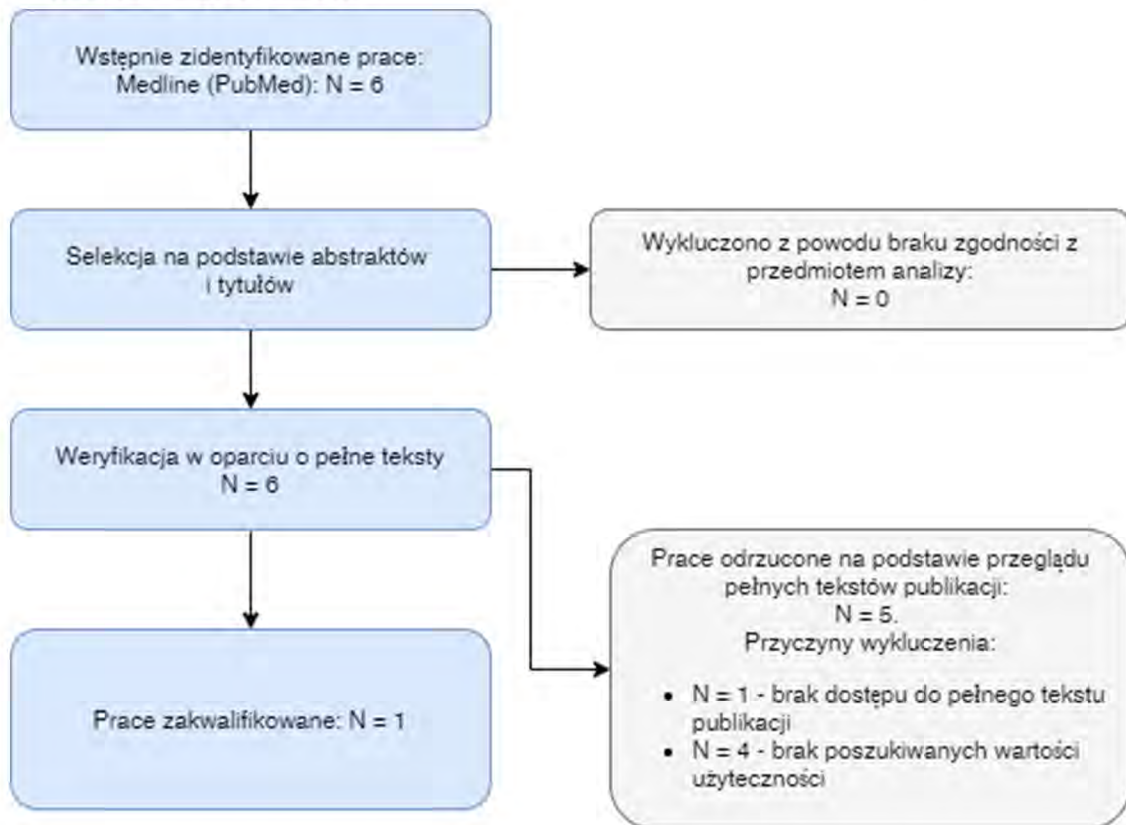 Wstępnie zidentyfikowane prace:
Medline (PubMed): N = 6
Selekcja na podstawie abstraktów
i tytułów
Wykluczono z powodu braku zgodności z
przedmiotem analizy:
N = 0
Weryfikacja w oparciu o pełne teksty
N = 6
Prace odrzucone na podstawie przeglądu
pełnych tekstów publikacji:
N = 5.
Przyczyny wykluczenia:
• N = 1 - brak dostępu do pełnego tekstu
publikacji
• N = 4 - brak poszukiwanych wartości
użyteczności
Prace zakwalifikowane: N = 1